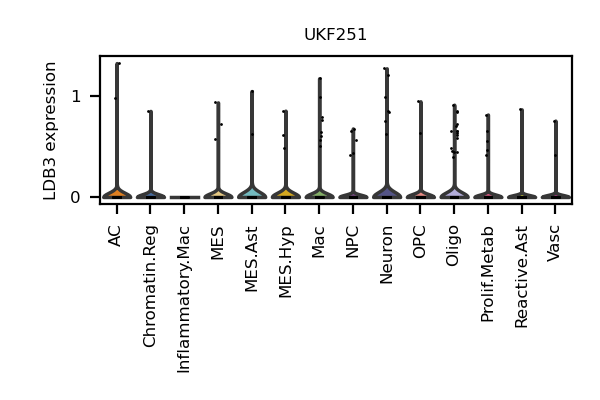 UKF251
LDB3 expression
1
0
AC
Chromatin.Reg
Inflammatory.Mac
MES
MES.Ast
MES.Hyp
Mac
NPC
Neuron
OPC
Oligo
Prolif.Metab
Reactive.Ast
Vasc